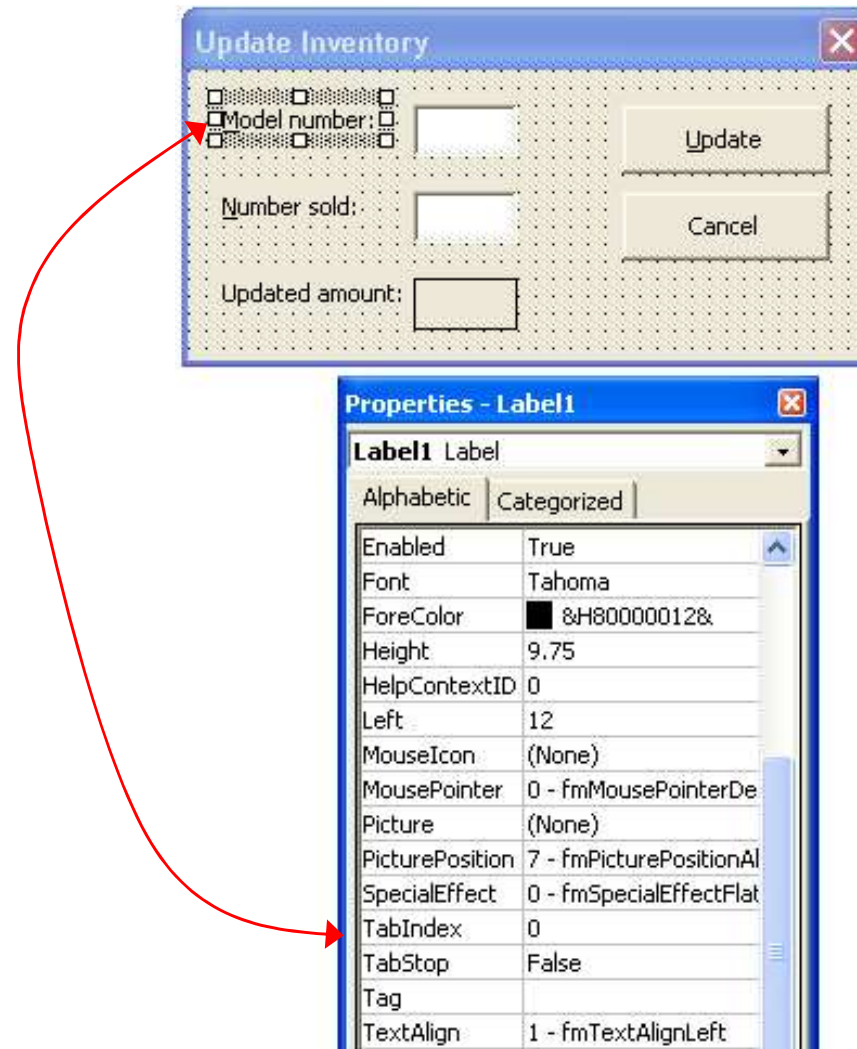 Update Inventory
Model number:
Update
Number sold:
Cancel
Updated amount:
Properties - Label1
Label1 Label
Alphabetic Categorized
Enabled True
Font Tahoma
ForeColor &H80000012&
Height 9.75
HelpContextID 0
Left 12
MouseIcon (None)
MousePointer 0 - fmMousePointerDe
Picture (None)
PicturePosition 7 - fmPicturePositionAl
SpecialEffect 0 - fmSpecialEffectFlat
TabIndex 0
TabStop False
Tag
TextAlign 1 - fmTextAlignLeft